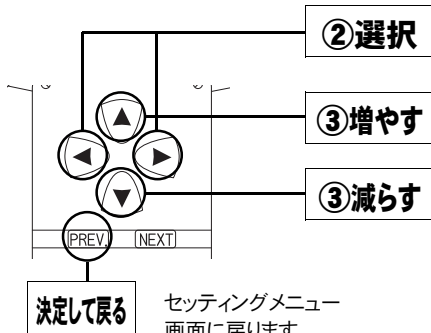 ②選択
③増やす
③減らす
PREV.
NEXT
決定して戻る
セッティングメニュー
画面に戻ります